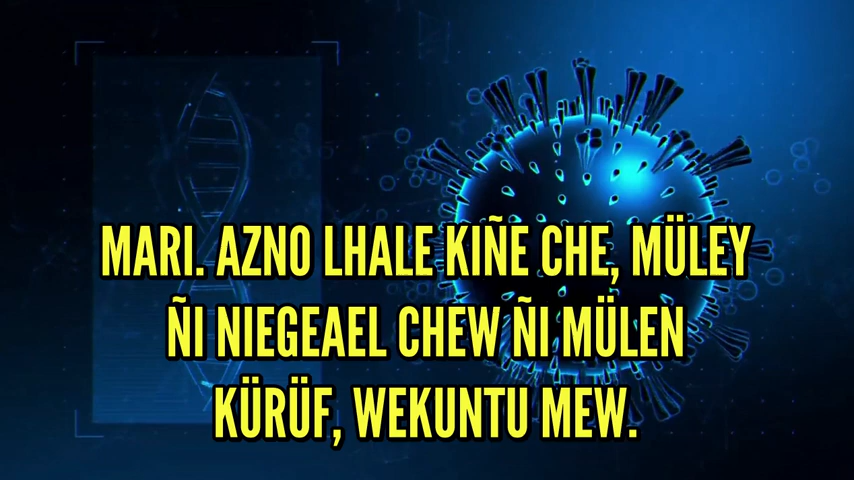 MARI. AZNO LHALE KIÑE CHE, MÜLEY
ÑI NIEGEAEL CHEW ÑI MÜLEN
KÜRÜF, WEKUNTU MEW.